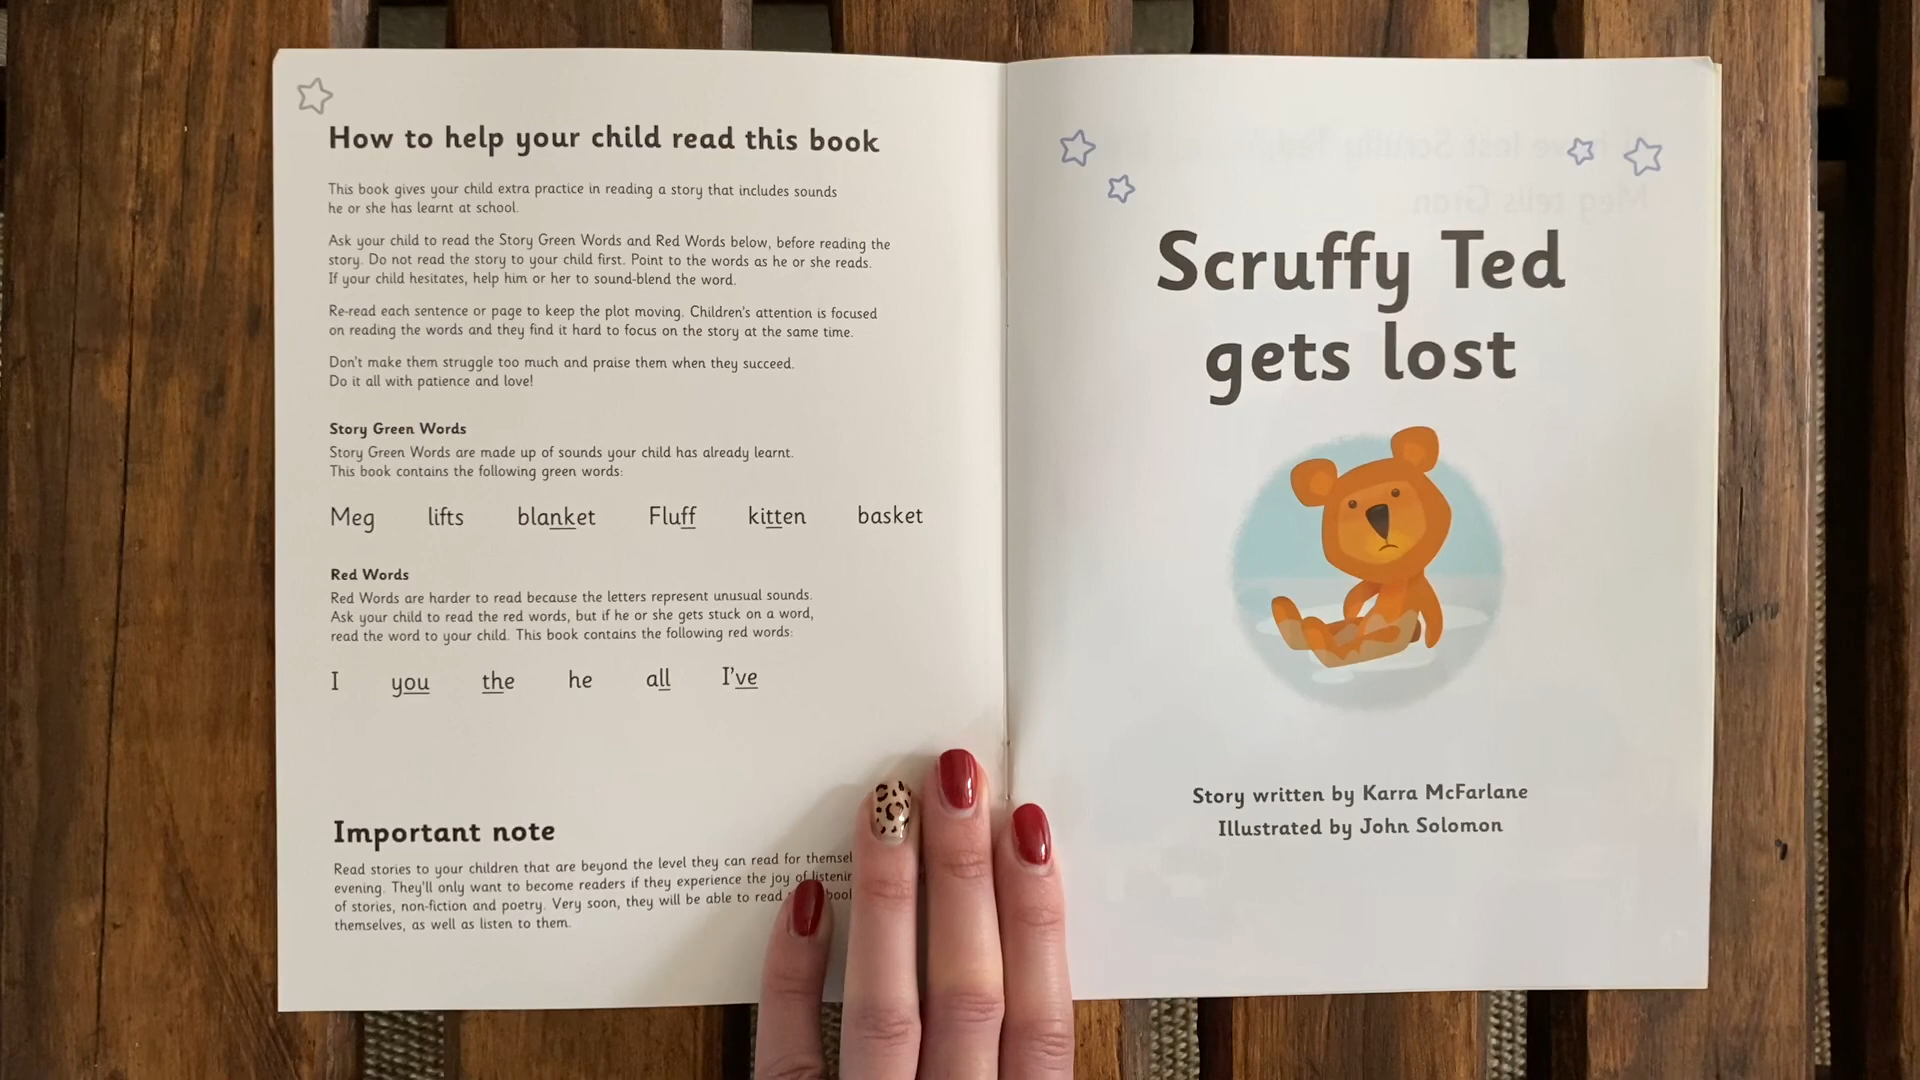 How to help your child read this book
This book gives your child extra practice in reading a story that includes sounds
he or she has learnt at school.
Ask your child to read the Story Green Words and Red Words below, before reading the
story. Do not read the story to your child first. Point to the words as he or she reads.
If your child hesitates, help him or her to sound-blend the word.
Re-read each sentence or page to keep the plot moving. Children's attention is focused
on reading the words and they find it hard to focus on the story at the same time.
Don't make them struggle too much and praise them when they succeed.
Do it all with patience and love!
Story Green Words
Story Green Words are made up of sounds your child has already learnt.
This book contains the following green words:
Meg lifts blanket Fluff kitten basket
Red Words
Red Words are harder to read because the letters represent unusual sounds.
Ask your child to read the red words, but if he or she gets stuck on a word,
read the word to your child. This book contains the following red words:
I you the he all I've
Important note
Read stories to your children that are beyond the level they can read for
evening. They'll only want to become readers if they experience the joy of
of stories, non-fiction and poetry. Very soon, they will be able to read
themselves, as well as listen to them.
Scruffy Ted
gets lost
Story written by Karra McFarlane
Illustrated by John Solomon